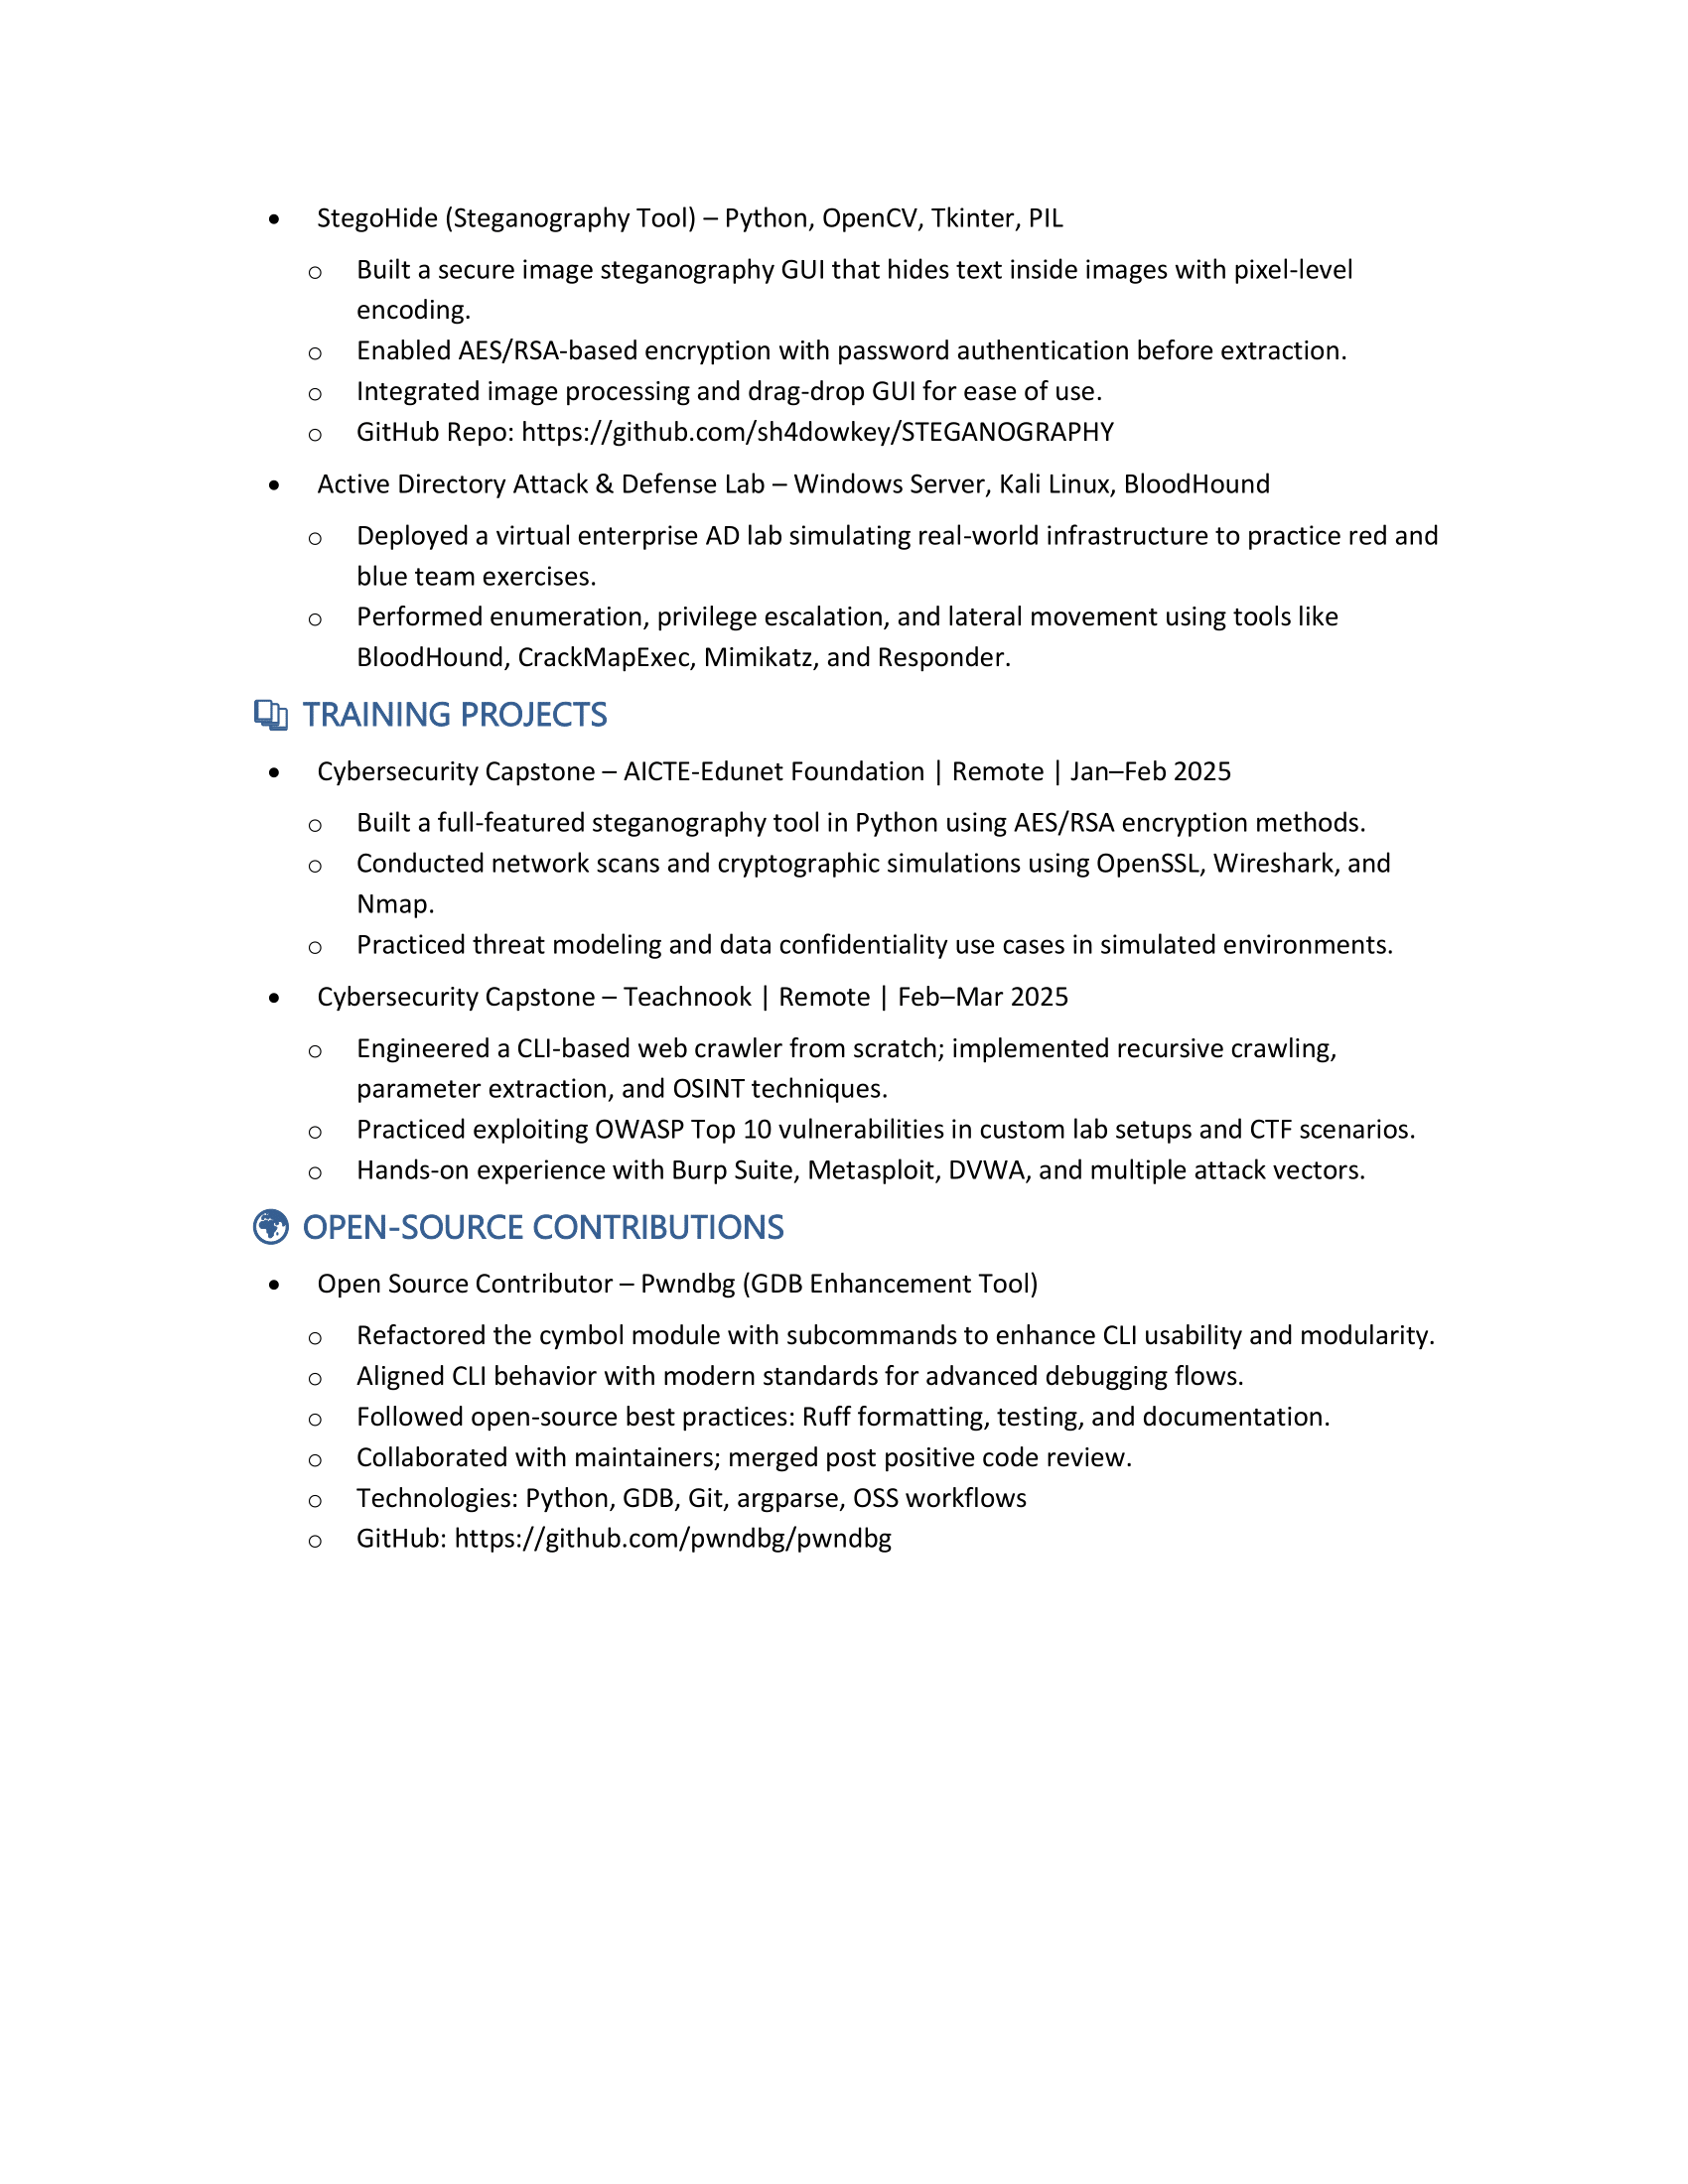 • StegoHide (Steganography Tool) – Python, OpenCV, Tkinter, PIL
o Built a secure image steganography GUI that hides text inside images with pixel-level
encoding.
o Enabled AES/RSA-based encryption with password authentication before extraction.
o Integrated image processing and drag-drop GUI for ease of use.
o GitHub Repo: https://github.com/sh4dowkey/STEGANOGRAPHY
• Active Directory Attack & Defense Lab – Windows Server, Kali Linux, BloodHound
o Deployed a virtual enterprise AD lab simulating real-world infrastructure to practice red and
blue team exercises.
o Performed enumeration, privilege escalation, and lateral movement using tools like
BloodHound, CrackMapExec, Mimikatz, and Responder.
TRAINING PROJECTS
• Cybersecurity Capstone – AICTE-Edunet Foundation | Remote | Jan–Feb 2025
o Built a full-featured steganography tool in Python using AES/RSA encryption methods.
o Conducted network scans and cryptographic simulations using OpenSSL, Wireshark, and
Nmap.
o Practiced threat modeling and data confidentiality use cases in simulated environments.
• Cybersecurity Capstone – Teachnook | Remote | Feb–Mar 2025
o Engineered a CLI-based web crawler from scratch; implemented recursive crawling,
parameter extraction, and OSINT techniques.
o Practiced exploiting OWASP Top 10 vulnerabilities in custom lab setups and CTF scenarios.
o Hands-on experience with Burp Suite, Metasploit, DVWA, and multiple attack vectors.
OPEN-SOURCE CONTRIBUTIONS
• Open Source Contributor – Pwndbg (GDB Enhancement Tool)
o Refactored the cymbol module with subcommands to enhance CLI usability and modularity.
o Aligned CLI behavior with modern standards for advanced debugging flows.
o Followed open-source best practices: Ruff formatting, testing, and documentation.
o Collaborated with maintainers; merged post positive code review.
o Technologies: Python, GDB, Git, argparse, OSS workflows
o GitHub: https://github.com/pwndbg/pwndbg